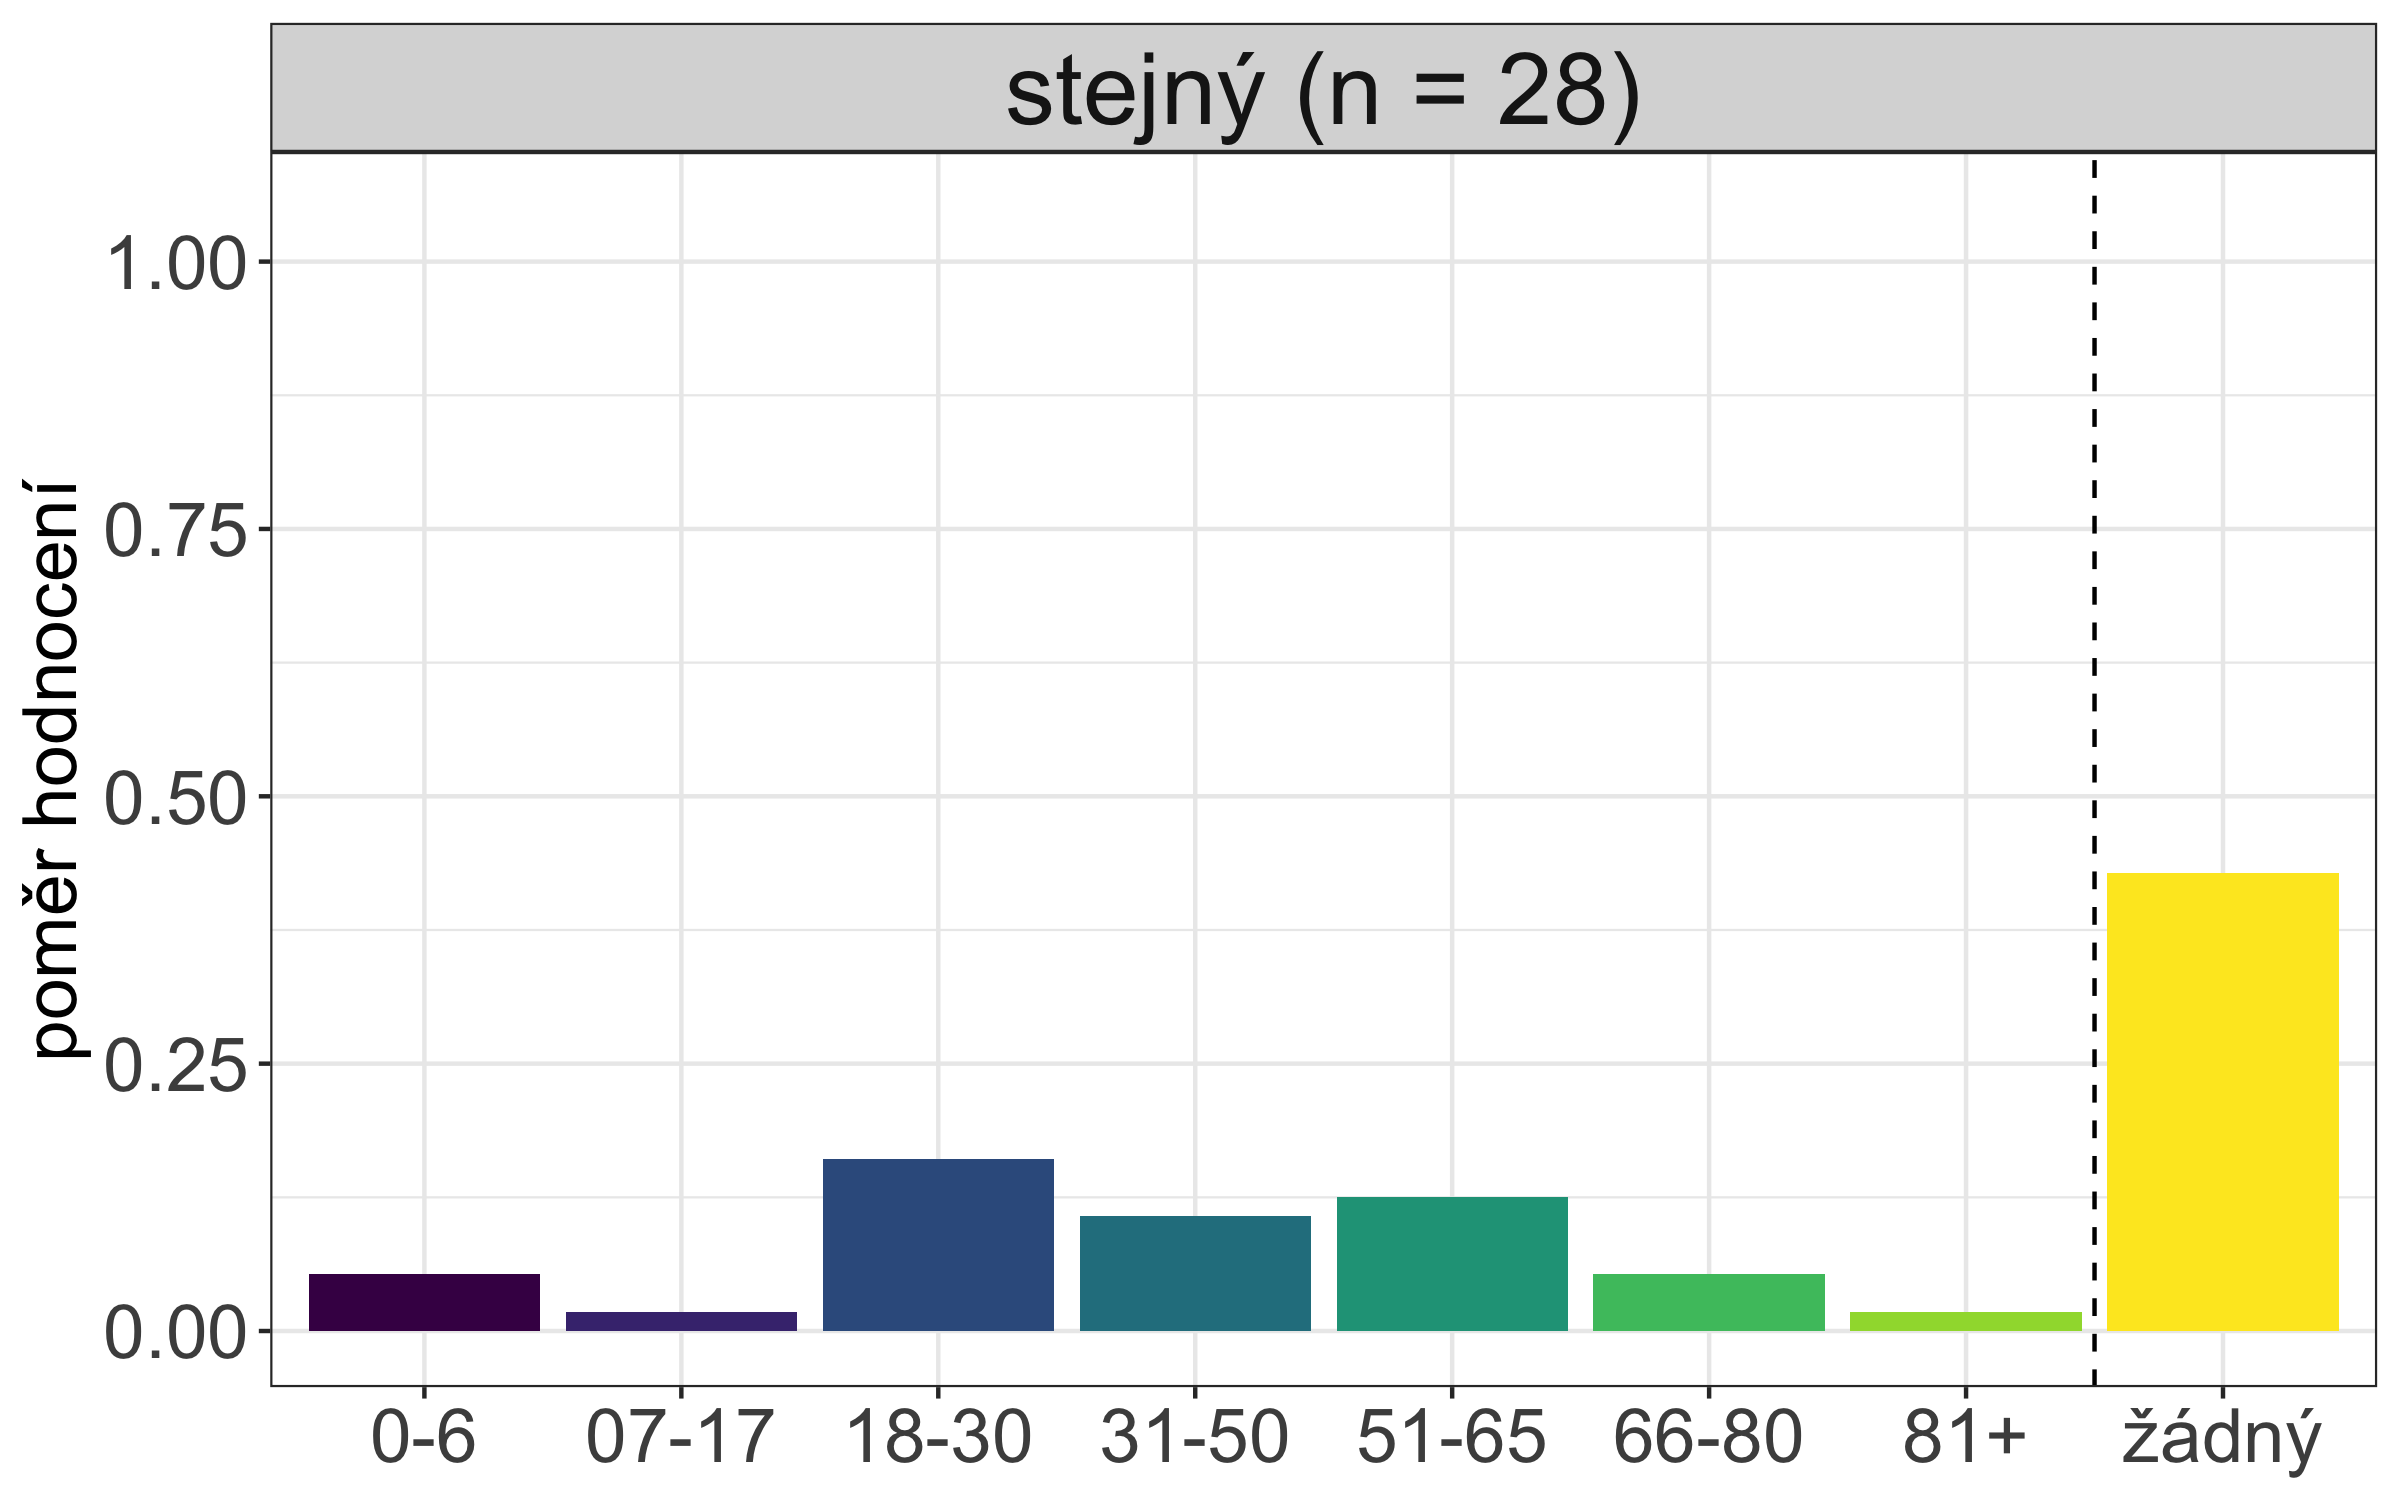 stejný (n = 28)
poměr hodnocení
1.00
0.75
0.50
0.25
0.00
0-6 07-17 18-30 31-50 51-65 66-80 81+ žádný